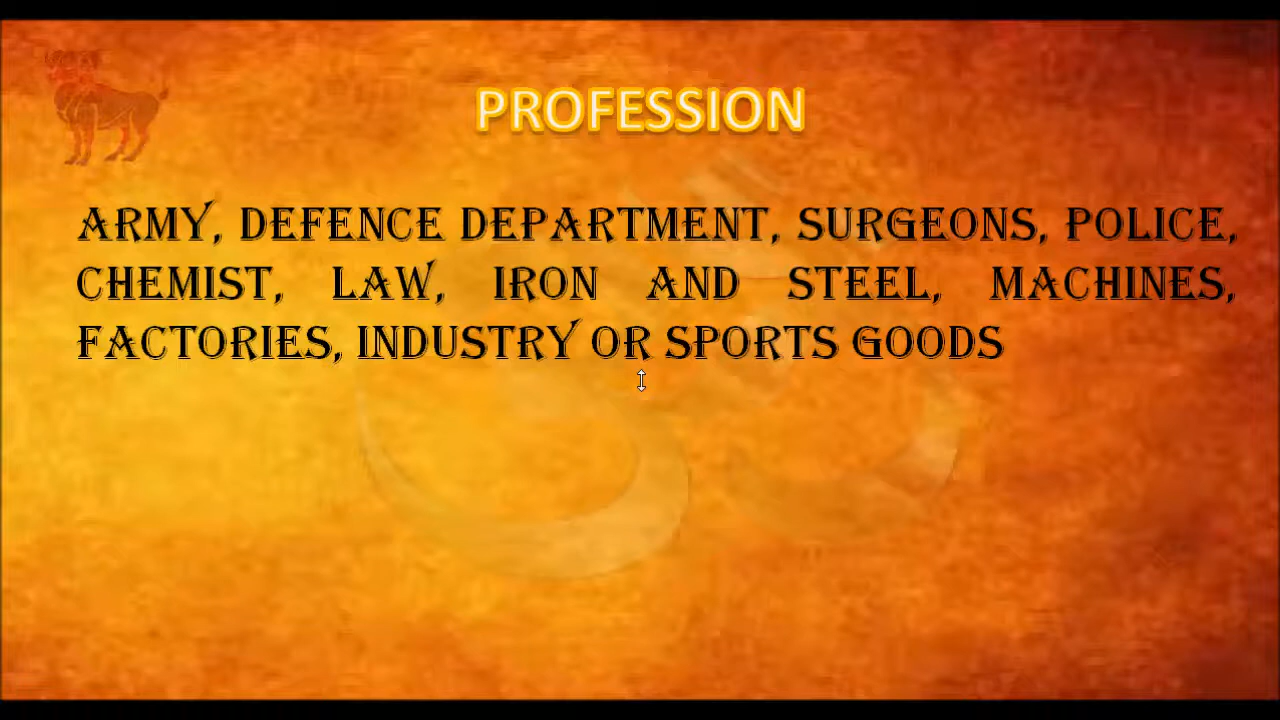 PROFESSION
ARMY, DEFENCE DEPARTMENT, SURGEONS, POLICE,
CHEMIST, LAW, IRON AND STEEL, MACHINES,
FACTORIES, INDUSTRY OR SPORTS GOODS